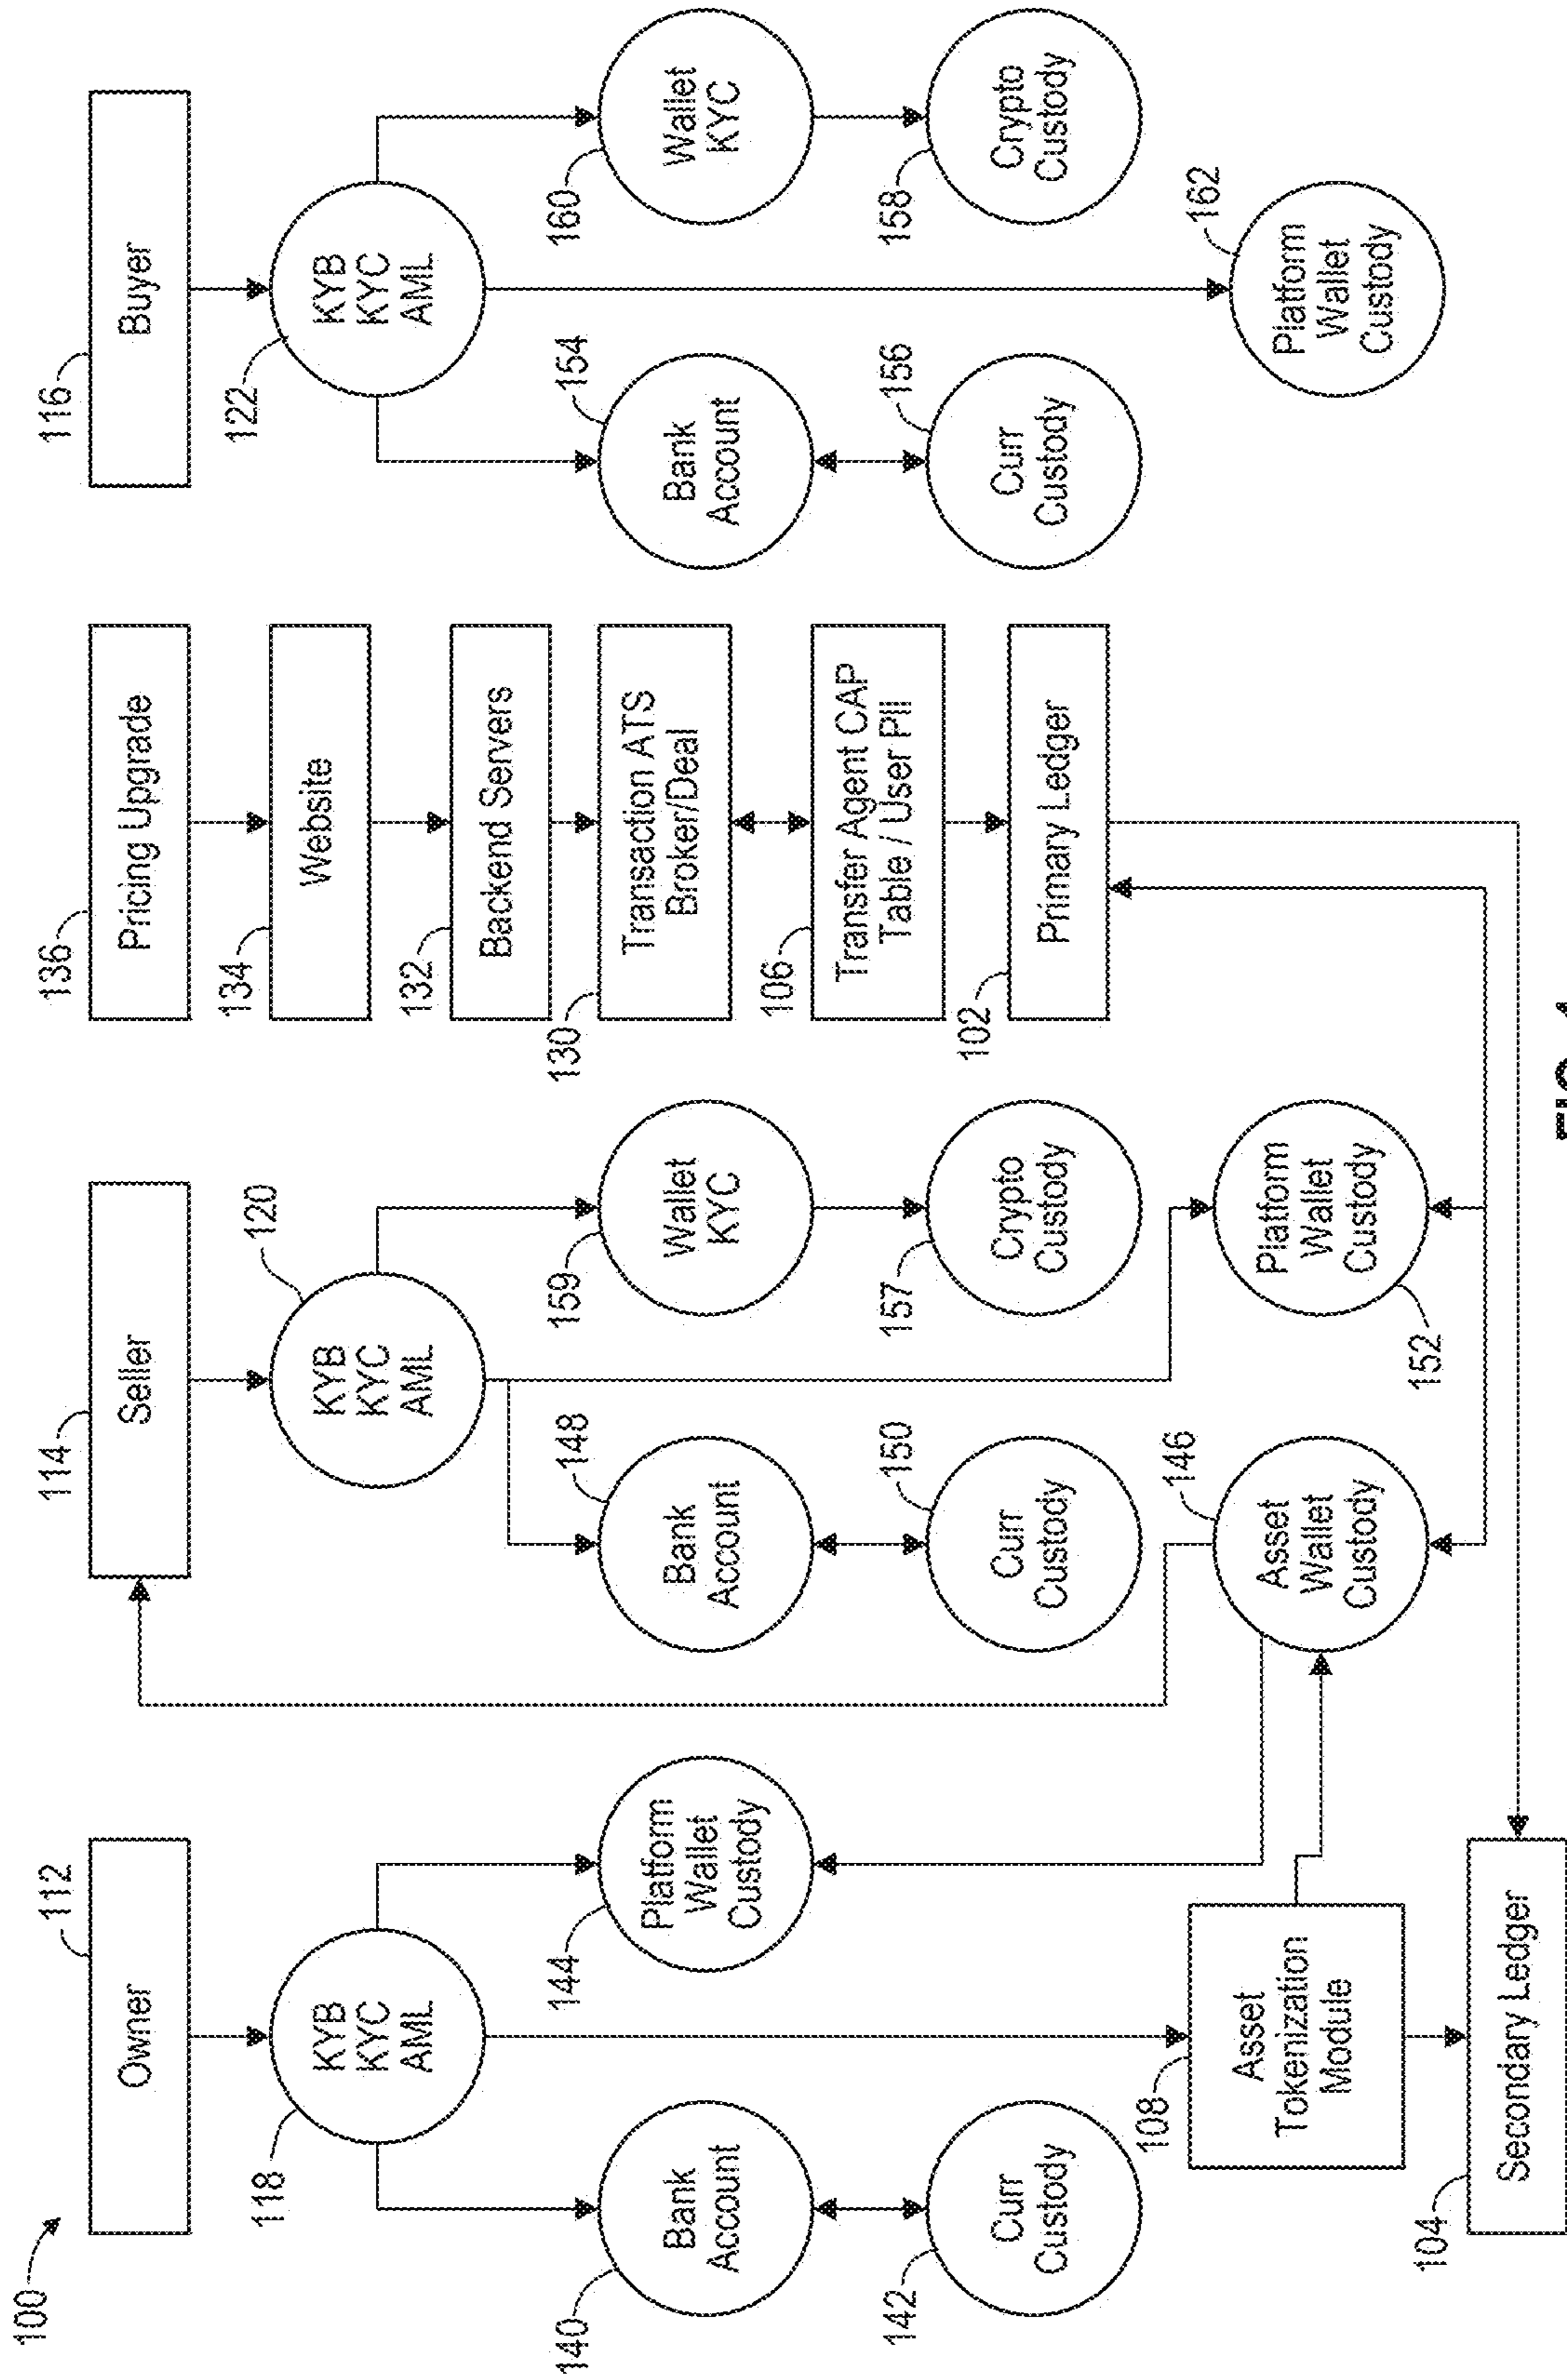 100
112
Owner
118
KYB
KYC
AML
140
Bank
Account
142
Curr
Custody
144
Platform
Wallet
Custody
108
Asset
Tokenization
Module
104
Secondary Ledger
114
Seller
120
KYB
KYC
AML
148
Bank
Account
150
Curr
Custody
159
Wallet
KYC
157
Crypto
Custody
146
Asset
Wallet
Custody
152
Platform
Wallet
Custody
136
Pricing Upgrade
134
Website
132
Backend Servers
130
Transaction ATS
Broker/Deal
106
Transfer Agent CAP
Table / User PII
102
Primary Ledger
116
Buyer
122
KYB
KYC
AML
154
Bank
Account
156
Curr
Custody
160
Wallet
KYC
158
Crypto
Custody
162
Platform
Wallet
Custody